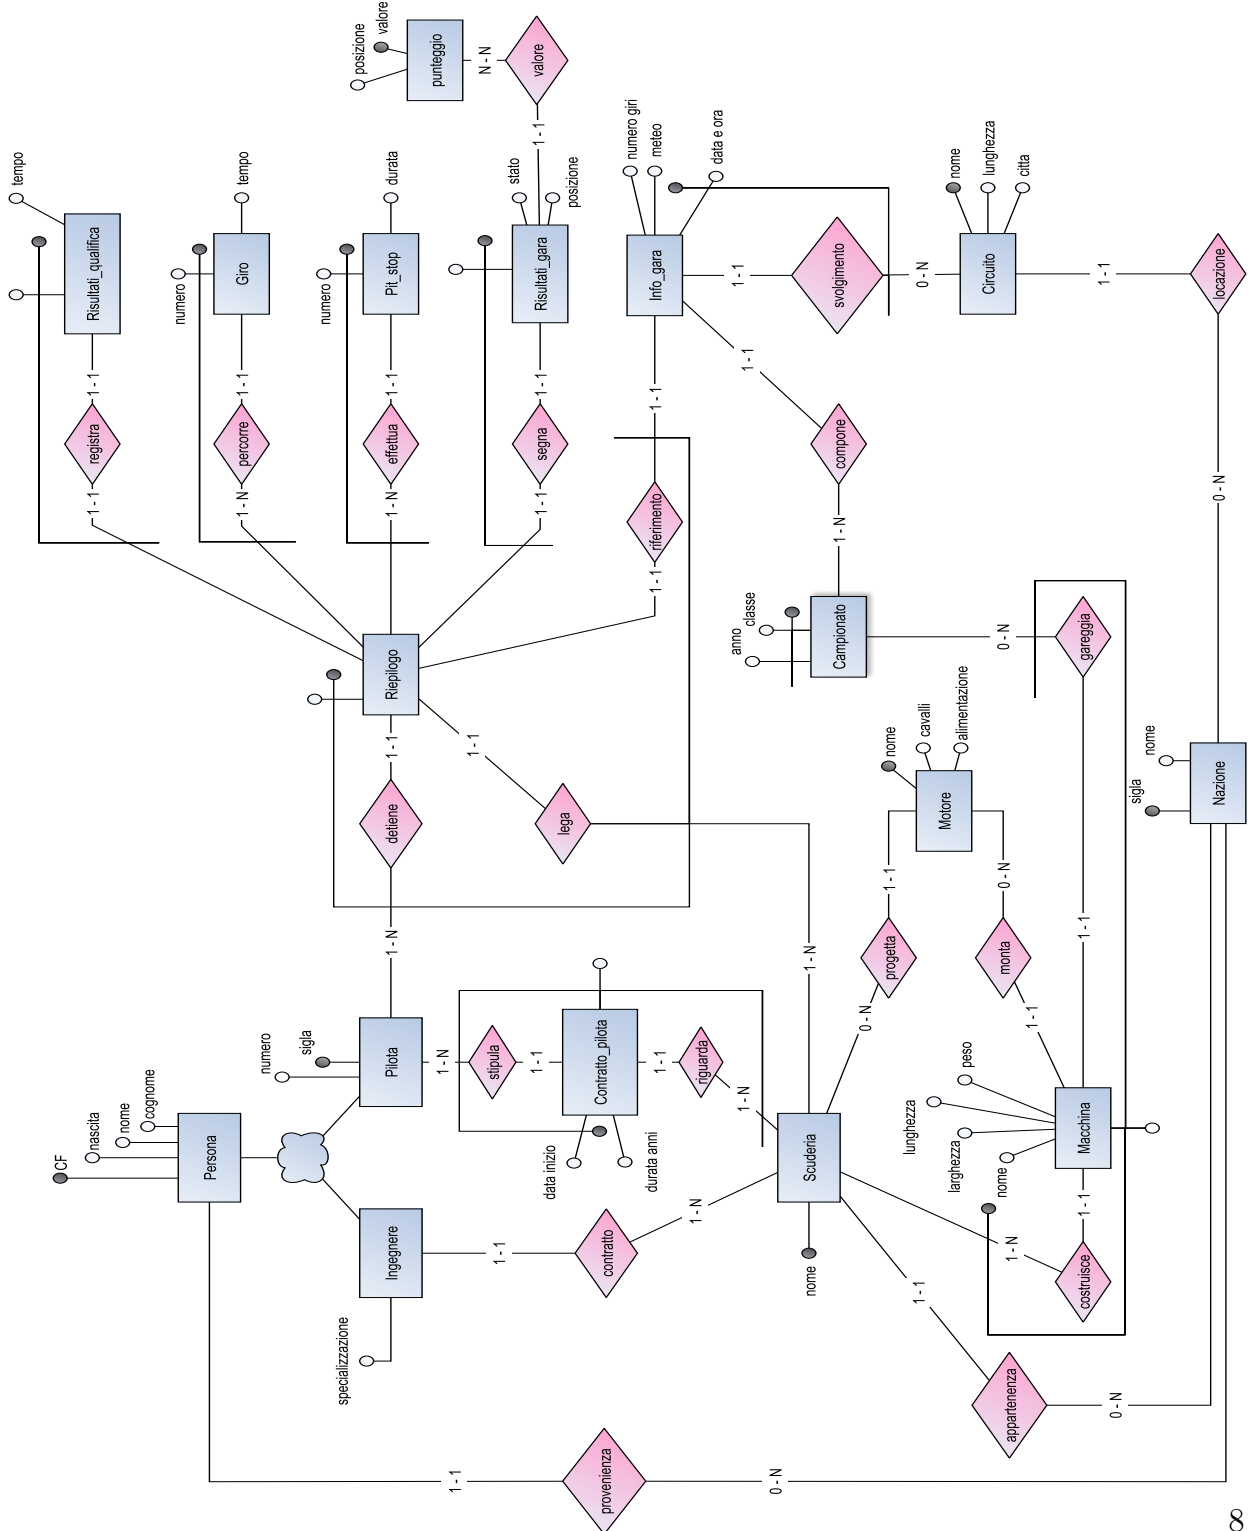 CF
nascita
nome
cognome
Persona
numero
sigla
Pilota
Ingegnere
specializzazione
1 - N
stipula
1 - 1
Contratto_pilota
data inizio
durata anni
1 - 1
riguarda
1 - N
1 - 1
contratto
1 - N
Scuderia
nome
1 - 1
provenienza
0 - N
1 - 1
appartenenza
0 - N
1 - N
costruisce
1 - 1
Macchina
nome
larghezza
lunghezza
peso
0 - N
progetta
1 - 1
1 - 1
monta
0 - N
Motore
nome
cavalli
alimentazione
1 - 1
gareggia
0 - N
Nazione
sigla
nome
1 - N
detiene
1 - 1
Riepilogo
1 - 1
lega
1 - N
1 - 1
registra
1 - 1
Risultati_qualifica
tempo
1 - N
percorre
1 - 1
Giro
numero
tempo
1 - N
effettua
1 - 1
Pit_stop
numero
durata
1 - 1
segna
1 - 1
Risultati_gara
stato
posizione
1 - 1
valore
N - N
punteggio
posizione
valore
1 - 1
riferimento
1 - 1
Info_gara
numero giri
meteo
data e ora
1 - 1
compone
1 - N
Campionato
anno
classe
1 - 1
svolgimento
0 - N
Circuito
nome
lunghezza
citta
1 - 1
locazione
0 - N
8